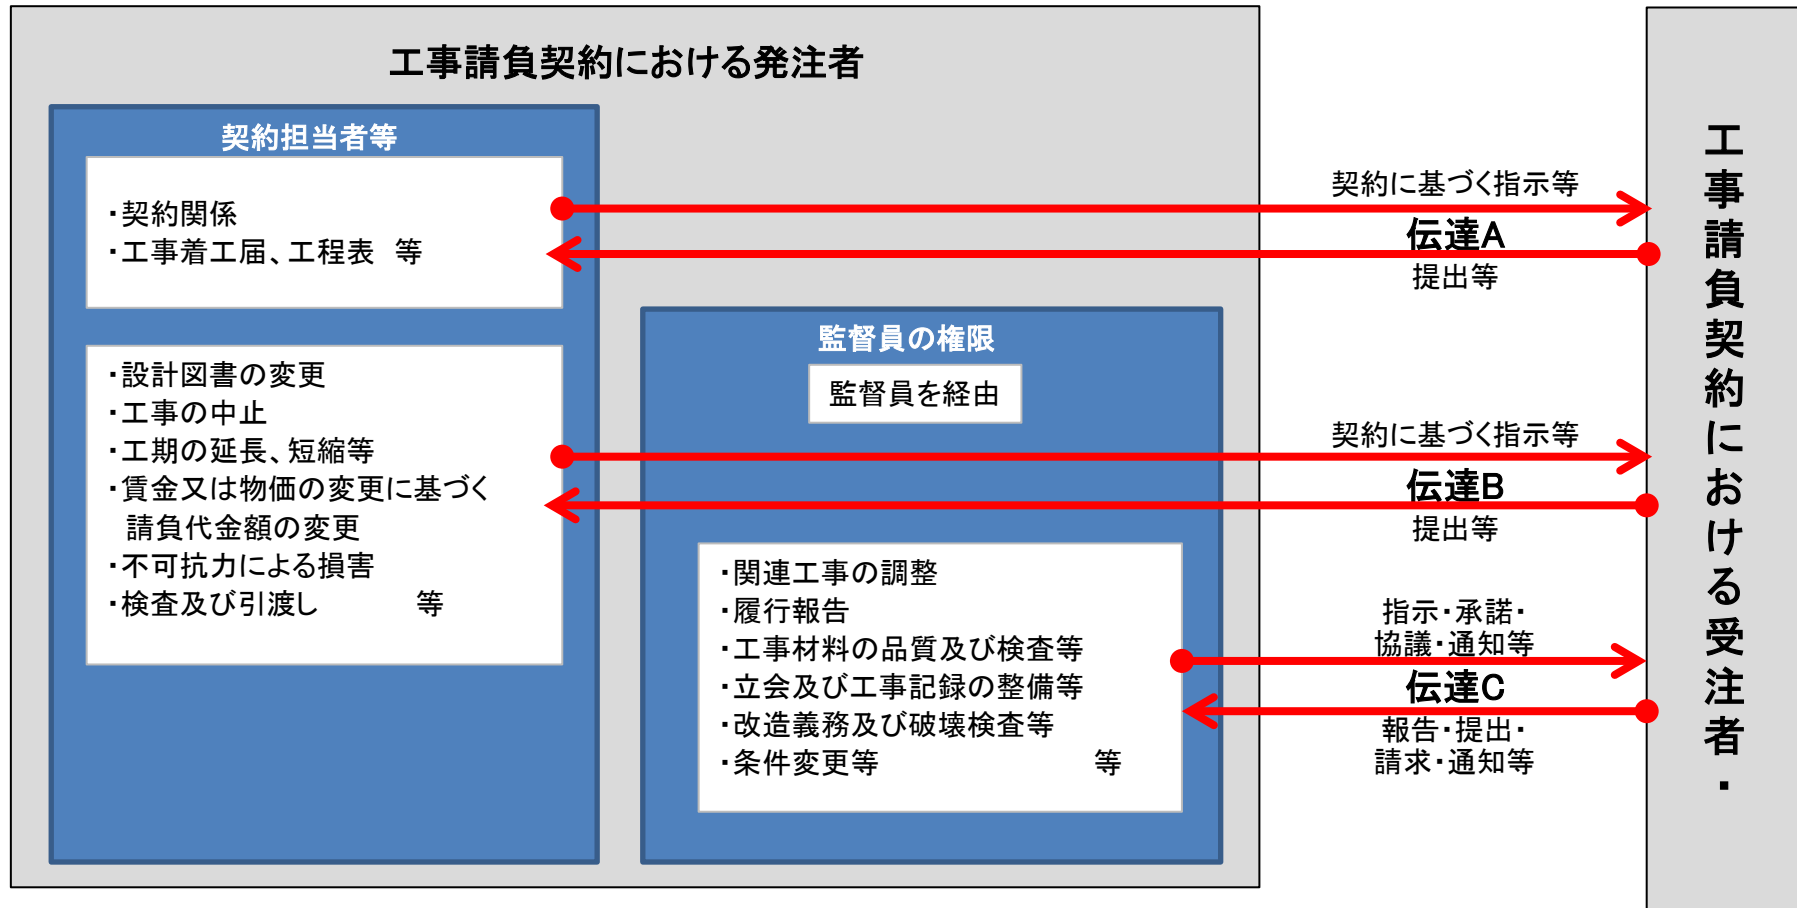 工事請負契約における発注者
契約担当者等
・契約関係
・工事着工届、工程表　等
・設計図書の変更
・工事の中止
・工期の延長、短縮等
・賃金又は物価の変更に基づく
請負代金額の変更
・不可抗力による損害
・検査及び引渡し　　　等
監督員の権限
監督員を経由
・関連工事の調整
・履行報告
・工事材料の品質及び検査等
・立会及び工事記録の整備等
・改造義務及び破壊検査等
・条件変更等　　　　　　　等
契約に基づく指示等
伝達A
提出等
契約に基づく指示等
伝達B
提出等
指示・承諾・
協議・通知等
伝達C
報告・提出・
請求・通知等
工事請負契約における受注者・